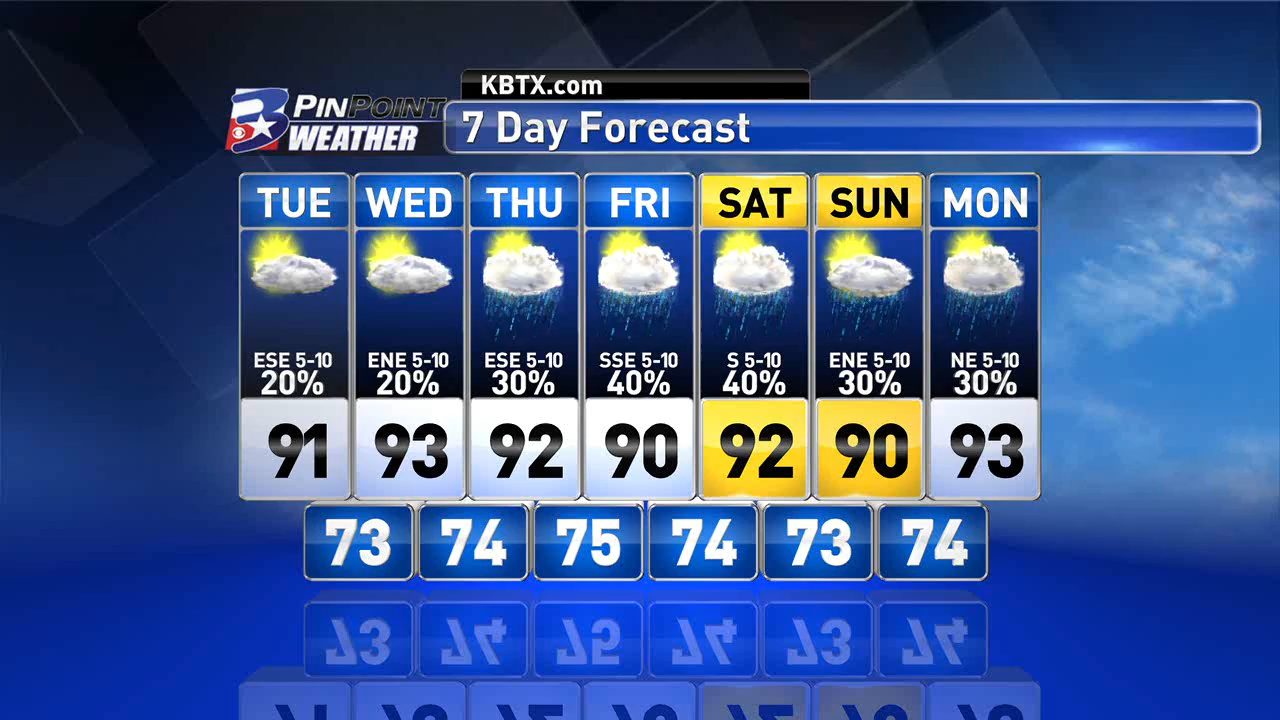 KBTX.com
3 PINPOINT
WEATHER
7 Day Forecast
TUE WED THU FRI SAT SUN MON
ESE 5-10 ENE 5-10 ESE 5-10 SSE 5-10 S 5-10 ENE 5-10 NE 5-10
20% 20% 30% 40% 40% 30% 30%
91 93 92 90 92 90 93
73 74 75 74 73 74